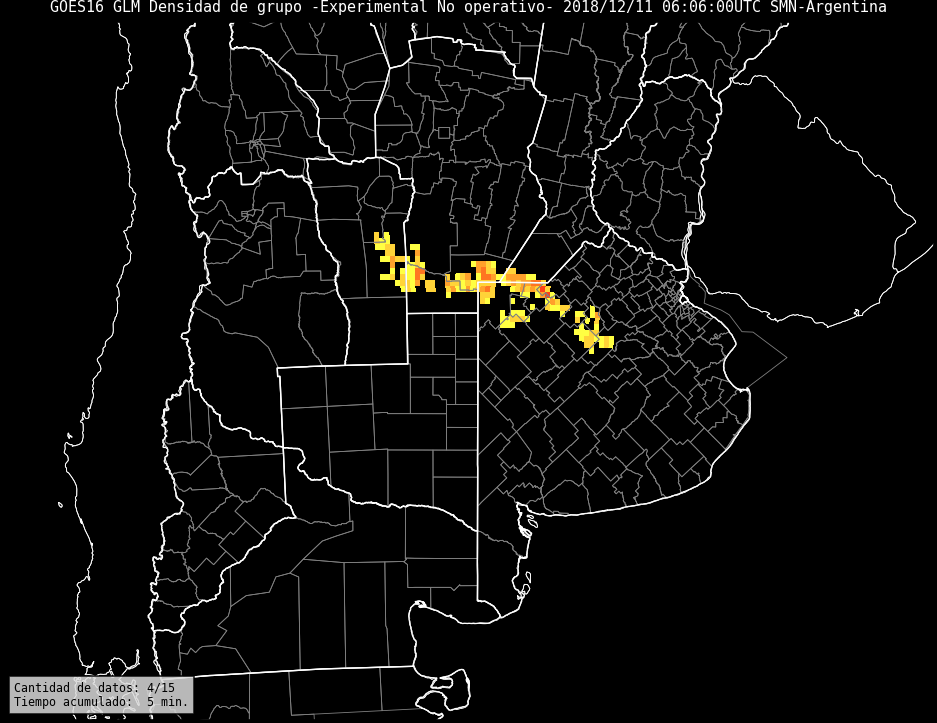 GOES16 GLM Densidad de grupo -Experimental No operativo- 2018/12/11 06:06:00UTC SMN-Argentina
Cantidad de datos: 4/15
Tiempo acumulado:  5 min.